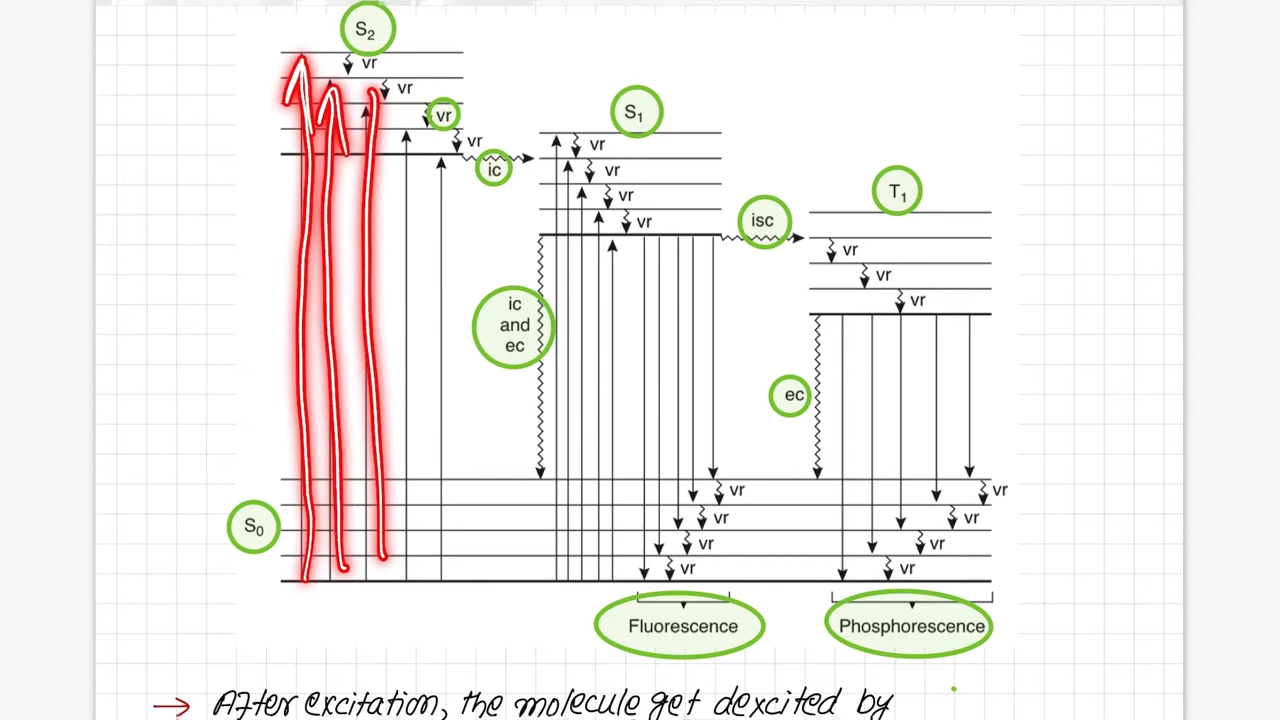 S2
vr
vr
vr
vr
ic
S1
vr
vr
vr
vr
isc
T1
vr
vr
vr
ic
and
ec
ec
S0
vr
vr
vr
vr
vr
vr
vr
vr
Fluorescence
Phosphorescence
→ After excitation, the molecule get dexcited by